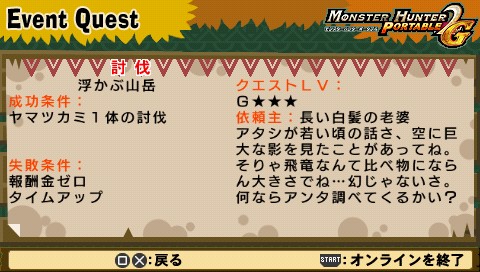 Event Quest
MONSTER HUNTER
PORTABLE 2nd G
討伐
浮かぶ山岳
成功条件：
ヤマツカミ１体の討伐
失敗条件：
報酬金ゼロ
タイムアップ
クエストＬＶ：
Ｇ★★★
依頼主：長い白髪の老婆
アタシが若い頃の話さ、空に巨
大な影を見たことがあってね。
そりゃ飛竜なんて比べ物になら
ん大きさでね…幻じゃないさ。
何ならアンタ調べてくるかい？
:戻る
START:オンラインを終了